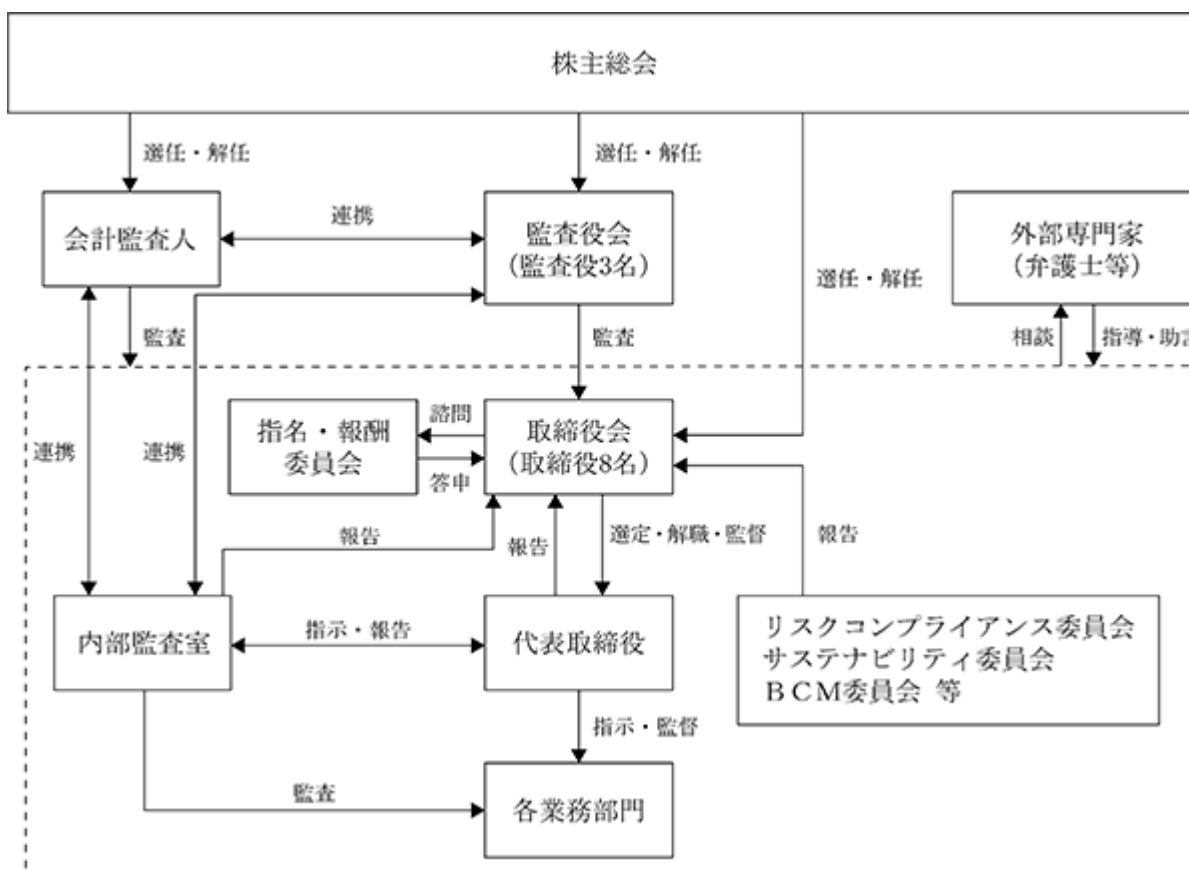 株主総会
選任・解任
選任・解任
選任・解任
会計監査人
連携
監査役会
(監査役3名)
外部専門家
(弁護士等)
監査
監査
相談
指導・助言
連携
連携
指名・報酬
委員会
諮問
答申
取締役会
(取締役8名)
報告
報告
選定・解職・監督
報告
内部監査室
指示・報告
代表取締役
リスクコンプライアンス委員会
サステナビリティ委員会
BCM委員会 等
指示・監督
監査
各業務部門